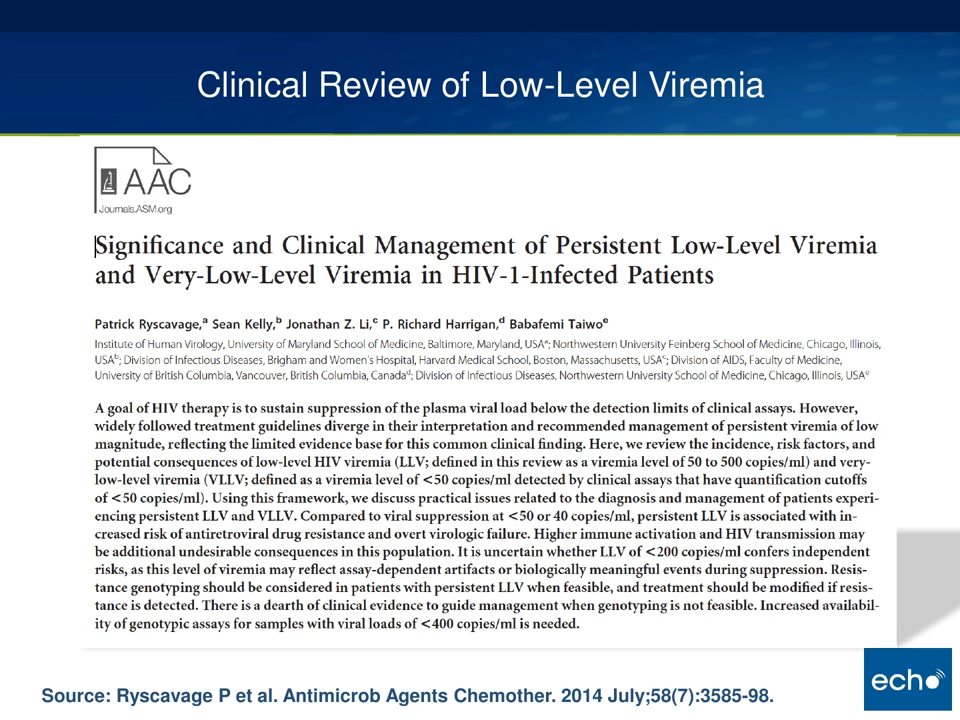 Clinical Review of Low-Level Viremia
AAC
Journals.ASM.org
Significance and Clinical Management of Persistent Low-Level Viremia
and Very-Low-Level Viremia in HIV-1-Infected Patients
Patrick Ryscavage,a Sean Kelly,b Jonathan Z. Li,c P. Richard Harrigan,d Babafemi Taiwoe
Institute of Human Virology, University of Maryland School of Medicine, Baltimore, Maryland, USAa; Northwestern University Feinberg School of Medicine, Chicago, Illinois,
USAb; Division of Infectious Diseases, Brigham and Women's Hospital, Harvard Medical School, Boston, Massachusetts, USAc; Division of AIDS, Faculty of Medicine,
University of British Columbia, Vancouver, British Columbia, Canadad; Division of Infectious Diseases, Northwestern University School of Medicine, Chicago, Illinois, USAe
A goal of HIV therapy is to sustain suppression of the plasma viral load below the detection limits of clinical assays. However,
widely followed treatment guidelines diverge in their interpretation and recommended management of persistent viremia of low
magnitude, reflecting the limited evidence base for this common clinical finding. Here, we review the incidence, risk factors, and
potential consequences of low-level HIV viremia (LLV; defined in this review as a viremia level of 50 to 500 copies/ml) and very-
low-level viremia (VLLV; defined as a viremia level of <50 copies/ml detected by clinical assays that have quantification cutoffs
of <50 copies/ml). Using this framework, we discuss practical issues related to the diagnosis and management of patients experi-
encing persistent LLV and VLLV. Compared to viral suppression at <50 or 40 copies/ml, persistent LLV is associated with in-
creased risk of antiretroviral drug resistance and overt virologic failure. Higher immune activation and HIV transmission may
be additional undesirable consequences in this population. It is uncertain whether LLV of <200 copies/ml confers independent
risks, as this level of viremia may reflect assay-dependent artifacts or biologically meaningful events during suppression. Resis-
tance genotyping should be considered in patients with persistent LLV when feasible, and treatment should be modified if resis-
tance is detected. There is a dearth of clinical evidence to guide management when genotyping is not feasible. Increased availabil-
ity of genotypic assays for samples with viral loads of <400 copies/ml is needed.
Source: Ryscavage P et al. Antimicrob Agents Chemother. 2014 July;58(7):3585-98.
echo